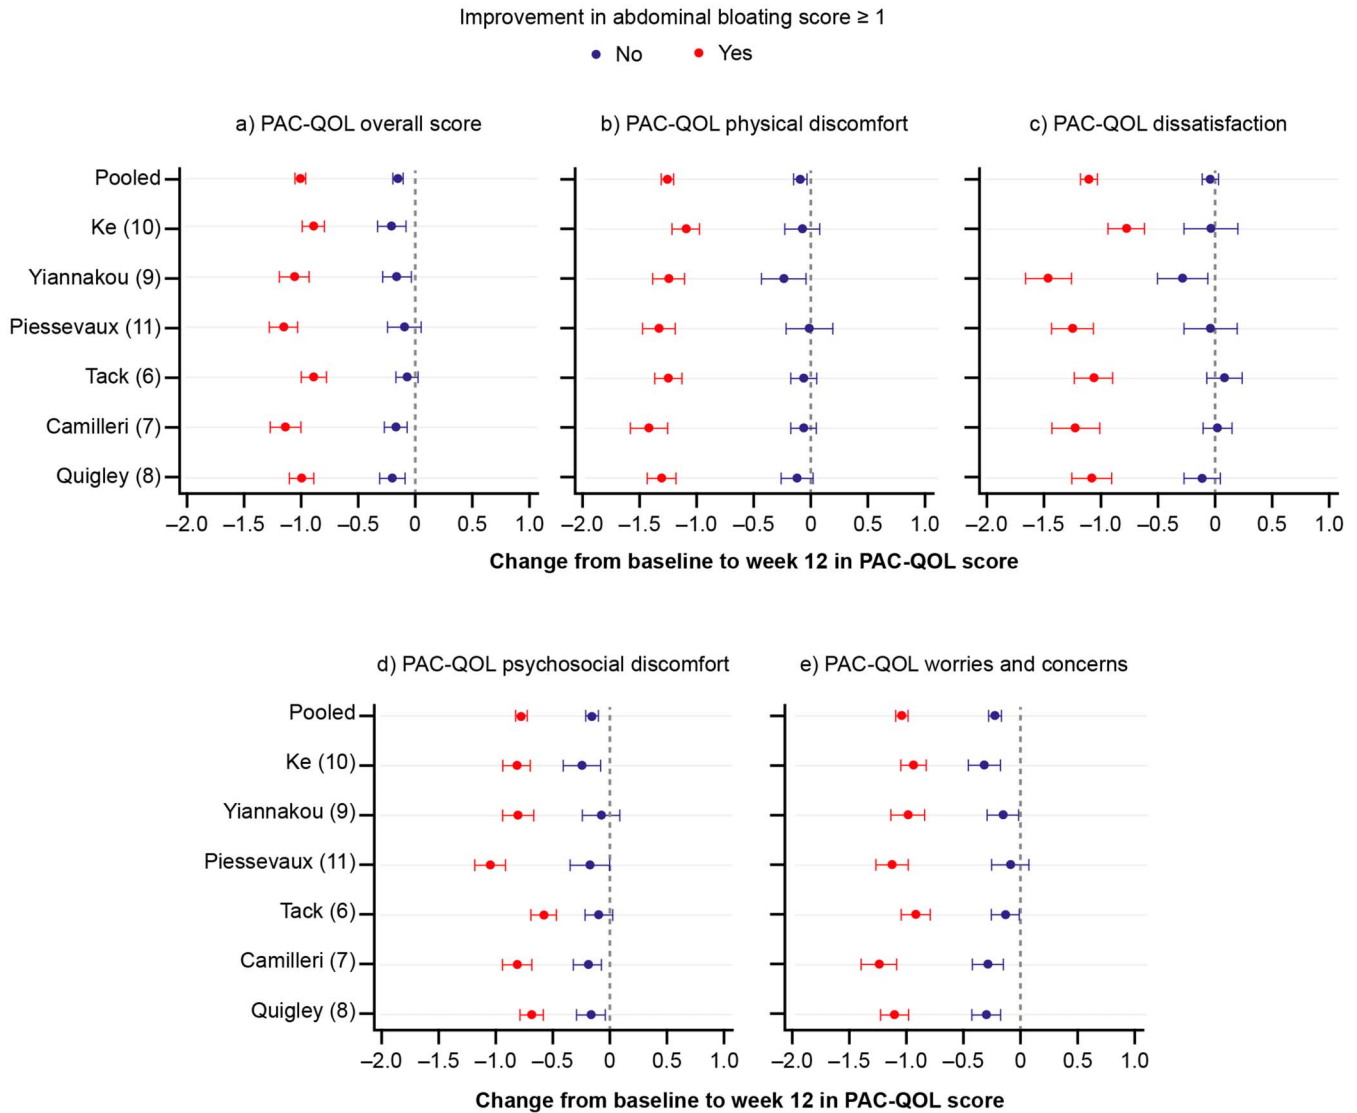 Improvement in abdominal bloating score ≥ 1
No Yes
a) PAC-QOL overall score
b) PAC-QOL physical discomfort
c) PAC-QOL dissatisfaction
Pooled
Ke (10)
Yiannakou (9)
Piessevaux (11)
Tack (6)
Camilleri (7)
Quigley (8)
–2.0 –1.5 –1.0 –0.5 0 0.5 1.0
–2.0 –1.5 –1.0 –0.5 0 0.5 1.0
–2.0 –1.5 –1.0 –0.5 0 0.5 1.0
Change from baseline to week 12 in PAC-QOL score
d) PAC-QOL psychosocial discomfort
e) PAC-QOL worries and concerns
Pooled
Ke (10)
Yiannakou (9)
Piessevaux (11)
Tack (6)
Camilleri (7)
Quigley (8)
–2.0 –1.5 –1.0 –0.5 0 0.5 1.0
–2.0 –1.5 –1.0 –0.5 0 0.5 1.0
Change from baseline to week 12 in PAC-QOL score